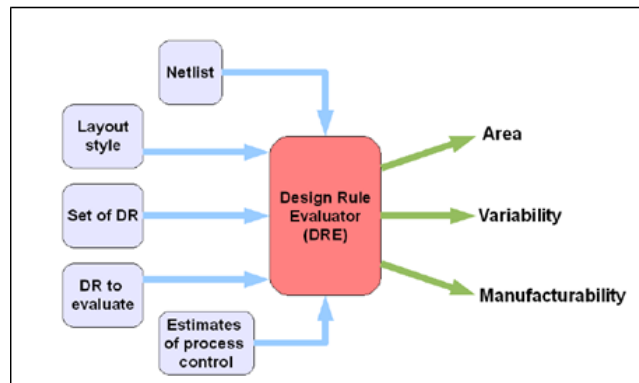 Netlist
Layout
style
Set of DR
DR to
evaluate
Estimates
of process
control
Design Rule
Evaluator
(DRE)
Area
Variability
Manufacturability